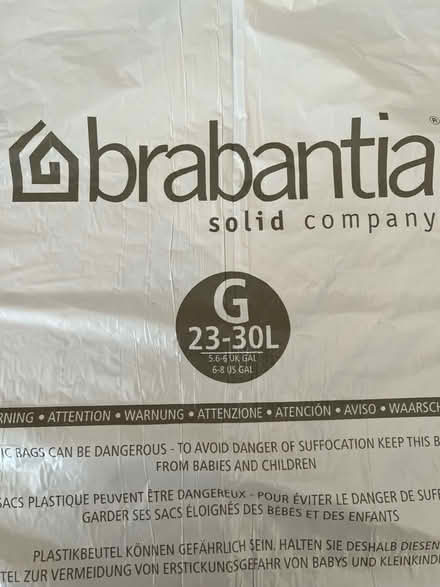 brabantia®
solid company
G
23-30L
5.6-6 UK GAL
6-8 US GAL
RNING • ATTENTION • WARNUNG • ATTENZIONE • ATENCIÓN • AVISO • WAARSCH
IC BAGS CAN BE DANGEROUS - TO AVOID DANGER OF SUFFOCATION KEEP THIS B
FROM BABIES AND CHILDREN
SACS PLASTIQUE PEUVENT ÊTRE DANGEREUX - POUR ÉVITER LE DANGER DE SUFF
GARDER SES SACS ÉLOIGNÉS DES BÉBES ET DES ENFANTS
PLASTIKBEUTEL KÖNNEN GEFÄHRLICH SEIN. HALTEN SIE DESHALB DIESEN
TEL ZUR VERMEIDUNG VON ERSTICKUNGSGEFAHR VON BABYS UND KLEINKIND